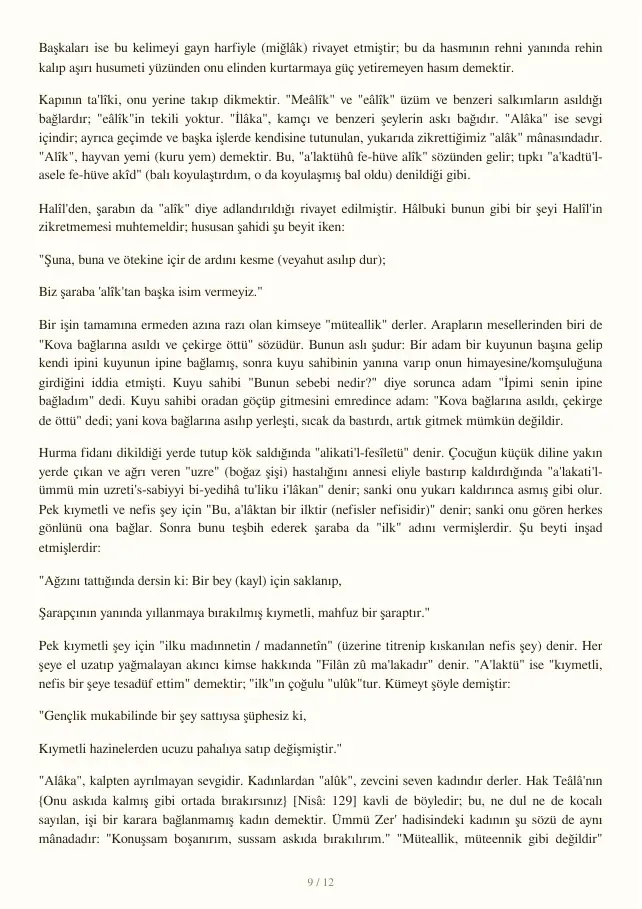 Başkaları ise bu kelimeyi gayn harfiyle (miğlâk) rivayet etmiştir; bu da hasmının rehni yanında rehin
kalıp aşırı husumeti yüzünden onu elinden kurtarmaya güç yetiremeyen hasım demektir.
Kapının ta'lîki, onu yerine takıp dikmektir. "Meâlîk" ve "eâlîk" üzüm ve benzeri salkımların asıldığı
bağlardır; "eâlîk"in tekili yoktur. "İlâka", kamçı ve benzeri şeylerin askı bağıdır. "Alâka" ise sevgi
içindir; ayrıca geçimde ve başka işlerde kendisine tutunulan, yukarıda zikrettiğimiz "alâk" mânasındadır.
"Alîk", hayvan yemi (kuru yem) demektir. Bu, "a'laktühû fe-hüve alîk" sözünden gelir; tıpkı "a'kadtü'l-
asele fe-hüve akîd" (balı koyulaştırdım, o da koyulaşmış bal oldu) denildiği gibi.
Halîl'den, şarabın da "alîk" diye adlandırıldığı rivayet edilmiştir. Hâlbuki bunun gibi bir şeyi Halîl'in
zikretmemesi muhtemeldir; hususan şahidi şu beyit iken:
"Şuna, buna ve ötekine içir de ardını kesme (veyahut asılıp dur);
Biz şaraba 'alîk'tan başka isim vermeyiz."
Bir işin tamamına ermeden azına razı olan kimseye "müteallik" derler. Arapların mesellerinden biri de
"Kova bağlarına asıldı ve çekirge öttü" sözüdür. Bunun aslı şudur: Bir adam bir kuyunun başına gelip
kendi ipini kuyunun ipine bağlamış, sonra kuyu sahibinin yanına varıp onun himayesine/komşuluğuna
girdiğini iddia etmişti. Kuyu sahibi "Bunun sebebi nedir?" diye sorunca adam "İpimi senin ipine
bağladım" dedi. Kuyu sahibi oradan göçüp gitmesini emredince adam: "Kova bağlarına asıldı, çekirge
de öttü" dedi; yani kova bağlarına asılıp yerleşti, sıcak da bastırdı, artık gitmek mümkün değildir.
Hurma fidanı dikildiği yerde tutup kök saldığında "alikati'l-fesîletü" denir. Çocuğun küçük diline yakın
yerde çıkan ve ağrı veren "uzre" (boğaz şişi) hastalığını annesi eliyle bastırıp kaldırdığında "a'lakati'l-
ümmü min uzreti's-sabiyyi bi-yedihâ tu'liku i'lâkan" denir; sanki onu yukarı kaldırınca asmış gibi olur.
Pek kıymetli ve nefis şey için "Bu, a'lâktan bir ilktir (nefisler nefisidir)" denir; sanki onu gören herkes
gönlünü ona bağlar. Sonra bunu teşbih ederek şaraba da "ilk" adını vermişlerdir. Şu beyti inşad
etmişlerdir:
"Ağzını tattığında dersin ki: Bir bey (kayl) için saklanıp,
Şarapçının yanında yıllanmaya bırakılmış kıymetli, mahfuz bir şaraptır."
Pek kıymetli şey için "ilku madınnetin / madannetîn" (üzerine titrenip kıskanılan nefis şey) denir. Her
şeye el uzatıp yağmalayan akıncı kimse hakkında "Filân zû ma'lakadır" denir. "A'laktü" ise "kıymetli,
nefis bir şeye tesadüf ettim" demektir; "ilk"ın çoğulu "ulûk"tur. Kümeyt şöyle demiştir:
"Gençlik mukabilinde bir şey sattıysa şüphesiz ki,
Kıymetli hazinelerden ucuzu pahalıya satıp değişmiştir."
"Alâka", kalpten ayrılmayan sevgidir. Kadınlardan "alûk", zevcini seven kadındır derler. Hak Teâlâ'nın
{Onu askıda kalmış gibi ortada bırakırsınız} [Nisâ: 129] kavli de böyledir; bu, ne dul ne de kocalı
sayılan, işi bir karara bağlanmamış kadın demektir. Ümmü Zer' hadisindeki kadının şu sözü de aynı
mânadadır: "Konuşsam boşanırım, sussam askıda bırakılırım." "Müteallik, müteennik gibi değildir"
9 / 12